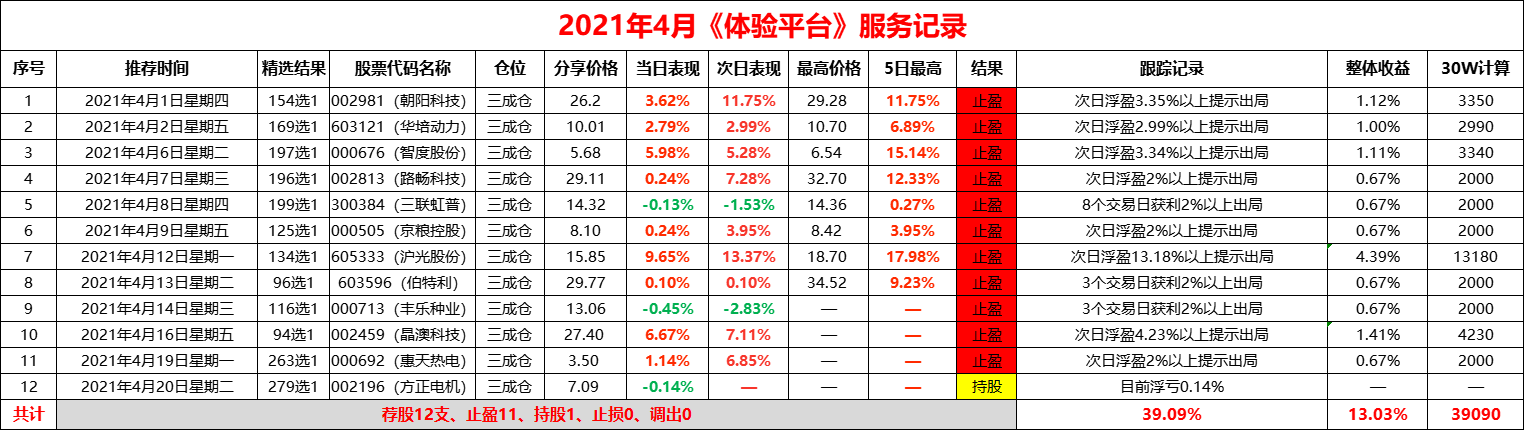 2021年4月《体验平台》服务记录
序号 推荐时间 精选结果 股票代码名称 仓位 分享价格 当日表现 次日表现 最高价格 5日最高 结果 跟踪记录 整体收益 30W计算
1 2021年4月1日星期四 154选1 002981（朝阳科技） 三成仓 26.2 3.62% 11.75% 29.28 11.75% 止盈 次日浮盈3.35%以上提示出局 1.12% 3350
2 2021年4月2日星期五 169选1 603121（华培动力） 三成仓 10.01 2.79% 2.99% 10.70 6.89% 止盈 次日浮盈2.99%以上提示出局 1.00% 2990
3 2021年4月6日星期二 197选1 000676（智度股份） 三成仓 5.68 5.98% 5.28% 6.54 15.14% 止盈 次日浮盈3.34%以上提示出局 1.11% 3340
4 2021年4月7日星期三 196选1 002813（路畅科技） 三成仓 29.11 0.24% 7.28% 32.70 12.33% 止盈 次日浮盈2%以上提示出局 0.67% 2000
5 2021年4月8日星期四 199选1 300384（三联虹普） 三成仓 14.32 -0.13% -1.53% 14.36 0.27% 止盈 8个交易日获利2%以上出局 0.67% 2000
6 2021年4月9日星期五 125选1 000505（京粮控股） 三成仓 8.10 0.24% 3.95% 8.42 3.95% 止盈 次日浮盈2%以上提示出局 0.67% 2000
7 2021年4月12日星期一 134选1 605333（沪光股份） 三成仓 15.85 9.65% 13.37% 18.70 17.98% 止盈 次日浮盈13.18%以上提示出局 4.39% 13180
8 2021年4月13日星期二 96选1 603596（伯特利） 三成仓 29.77 0.10% 0.10% 34.52 9.23% 止盈 3个交易日获利2%以上出局 0.67% 2000
9 2021年4月14日星期三 116选1 000713（丰乐种业） 三成仓 13.06 -0.45% -2.83% — — 止盈 3个交易日获利2%以上出局 0.67% 2000
10 2021年4月16日星期五 94选1 002459（晶澳科技） 三成仓 27.40 6.67% 7.11% — — 止盈 次日浮盈4.23%以上提示出局 1.41% 4230
11 2021年4月19日星期一 263选1 000692（惠天热电） 三成仓 3.50 1.14% 6.85% — — 止盈 次日浮盈2%以上提示出局 0.67% 2000
12 2021年4月20日星期二 279选1 002196（方正电机） 三成仓 7.09 -0.14% — — — 持股 目前浮亏0.14% — —
共计 荐股12支、止盈11、持股1、止损0、调出0 39.09% 13.03% 39090